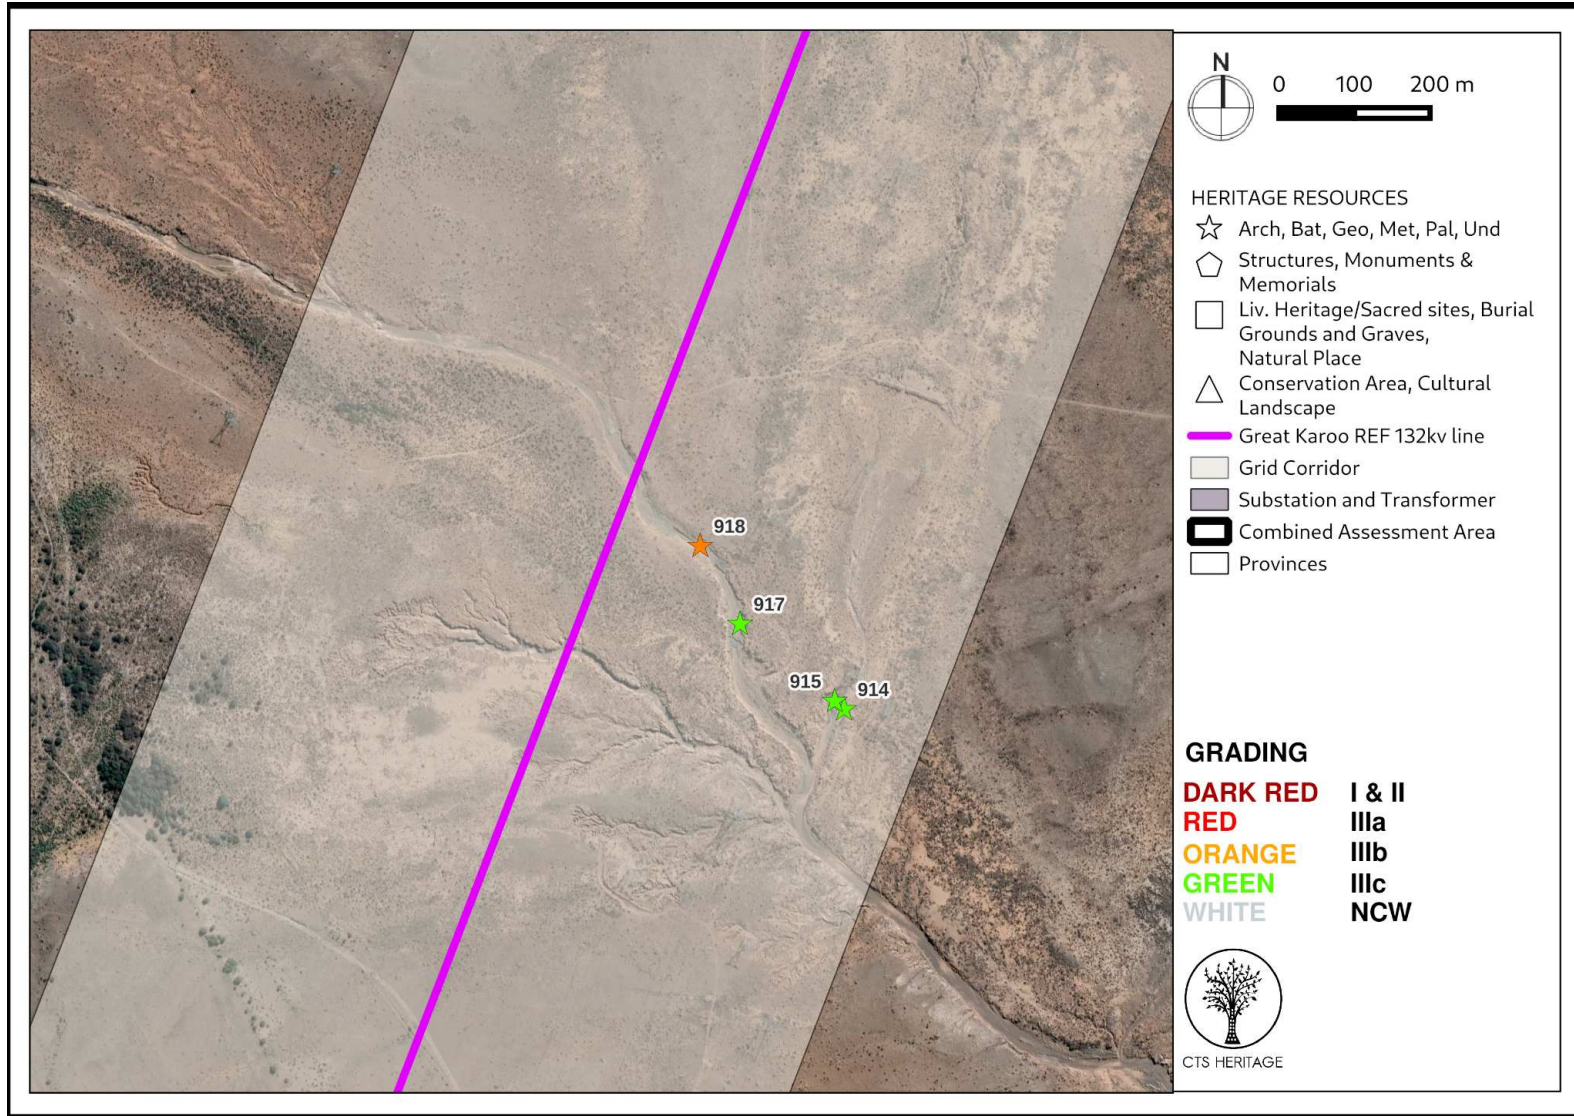 918
917
915
914
N
0 100 200 m
HERITAGE RESOURCES
Arch, Bat, Geo, Met, Pal, Und
Structures, Monuments &
Memorials
Liv. Heritage/Sacred sites, Burial
Grounds and Graves,
Natural Place
Conservation Area, Cultural
Landscape
Great Karoo REF 132kv line
Grid Corridor
Substation and Transformer
Combined Assessment Area
Provinces
GRADING
DARK RED I & II
RED IIIa
ORANGE IIIb
GREEN IIIc
WHITE NCW
CTS HERITAGE